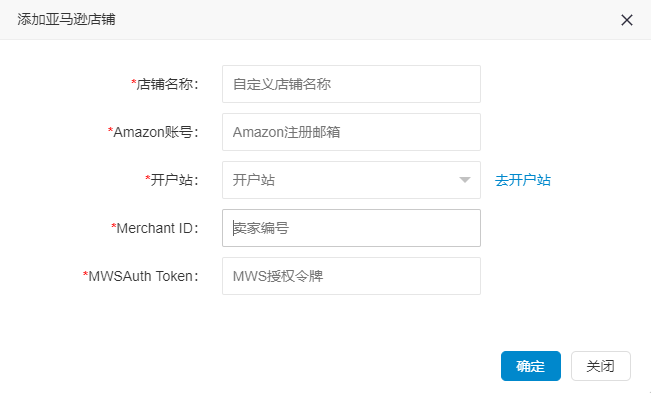 添加亚马逊店铺
*店铺名称： 自定义店铺名称
*Amazon账号： Amazon注册邮箱
*开户站： 开户站 去开户站
*Merchant ID： 卖家编号
*MWSAuth Token： MWS授权令牌
确定 关闭